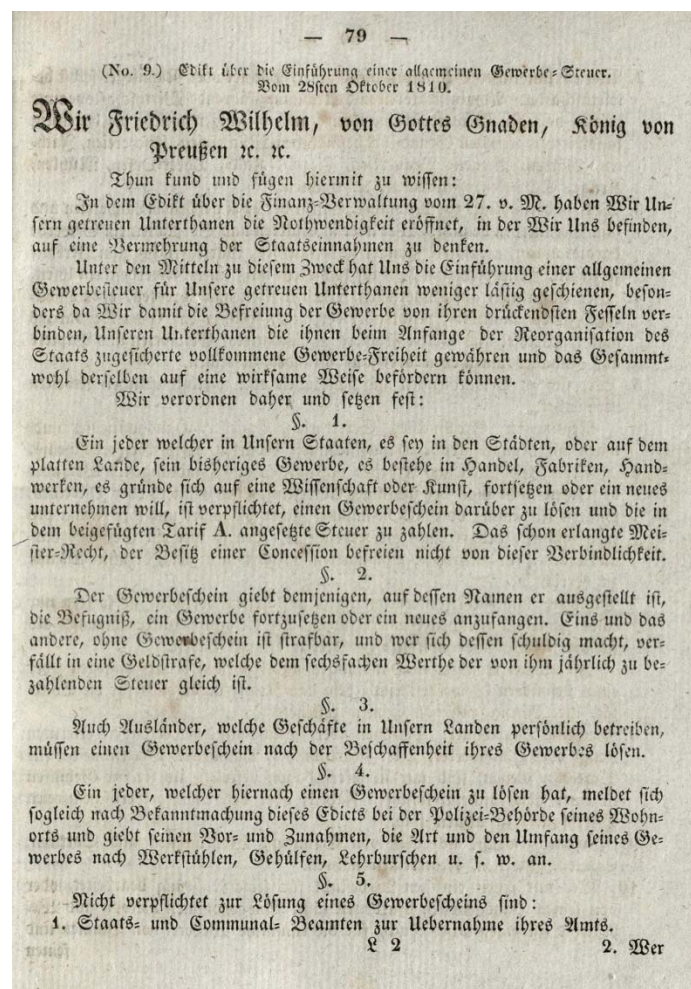 — 79 —
(No. 9.) Edikt über die Einführung einer allgemeinen Gewerbe-Steuer.
Vom 28sten Oktober 1810.
Wir Friedrich Wilhelm, von Gottes Gnaden, König von
Preußen ꝛc. ꝛc.
Thun kund und fügen hiermit zu wissen:
In dem Edikt über die Finanz-Verwaltung vom 27. v. M. haben Wir Un-
sern getreuen Unterthanen die Nothwendigkeit eröffnet, in der Wir Uns befinden,
auf eine Vermehrung der Staatseinnahmen zu denken.
Unter den Mitteln zu diesem Zweck hat Uns die Einführung einer allgemeinen
Gewerbesteuer für Unsere getreuen Unterthanen weniger lästig geschienen, beson-
ders da Wir damit die Befreiung der Gewerbe von ihren drückendsten Fesseln ver-
binden, Unseren Unterthanen die ihnen beim Anfange der Reorganisation des
Staats zugesicherte vollkommene Gewerbe-Freiheit gewähren und das Gesammt-
wohl derselben auf eine wirksame Weise befördern können.
Wir verordnen daher und setzen fest:
§. 1.
Ein jeder welcher in Unsern Staaten, es sey in den Städten, oder auf dem
platten Lande, sein bisheriges Gewerbe, es bestehe in Handel, Fabriken, Hand-
werken, es gründe sich auf eine Wissenschaft oder Kunst, fortsetzen oder ein neues
unternehmen will, ist verpflichtet, einen Gewerbeschein darüber zu lösen und die in
dem beigefügten Tarif A. angesetzte Steuer zu zahlen. Das schon erlangte Mei-
ster-Recht, der Besitz einer Concession befreien nicht von dieser Verbindlichkeit.
§. 2.
Der Gewerbeschein giebt demjenigen, auf dessen Namen er ausgestellt ist,
die Befugniß, ein Gewerbe fortzusetzen oder ein neues anzufangen. Eins und das
andere, ohne Gewerbeschein ist strafbar, und wer sich dessen schuldig macht, ver-
fällt in eine Geldstrafe, welche dem sechsfachen Werthe der von ihm jährlich zu be-
zahlenden Steuer gleich ist.
§. 3.
Auch Ausländer, welche Geschäfte in Unsern Landen persönlich betreiben,
müssen einen Gewerbeschein nach der Beschaffenheit ihres Gewerbes lösen.
§. 4.
Ein jeder, welcher hiernach einen Gewerbeschein zu lösen hat, meldet sich
sogleich nach Bekanntmachung dieses Edicts bei der Polizei-Behörde seines Wohn-
orts und giebt seinen Vor- und Zunahmen, die Art und den Umfang seines Ge-
werbes nach Werkstühlen, Gehülfen, Lehrburschen u. s. w. an.
§. 5.
Nicht verpflichtet zur Lösung eines Gewerbescheins sind:
1. Staats- und Communal- Beamten zur Uebernahme ihres Amts.
L 2 2. Wer